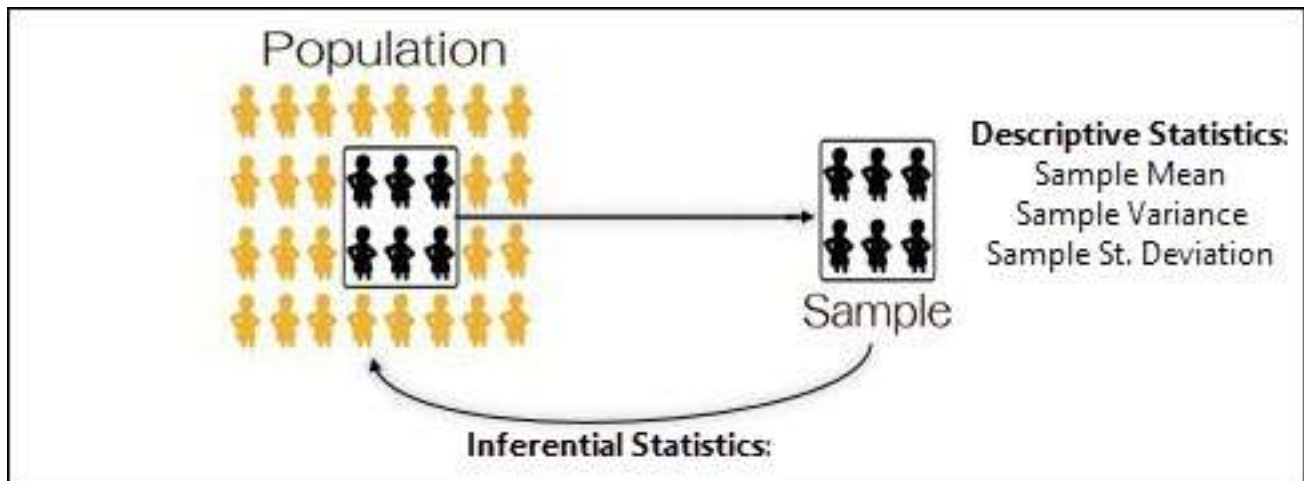 Population
Descriptive Statistics:
Sample Mean
Sample Variance
Sample St. Deviation
Sample
Inferential Statistics: